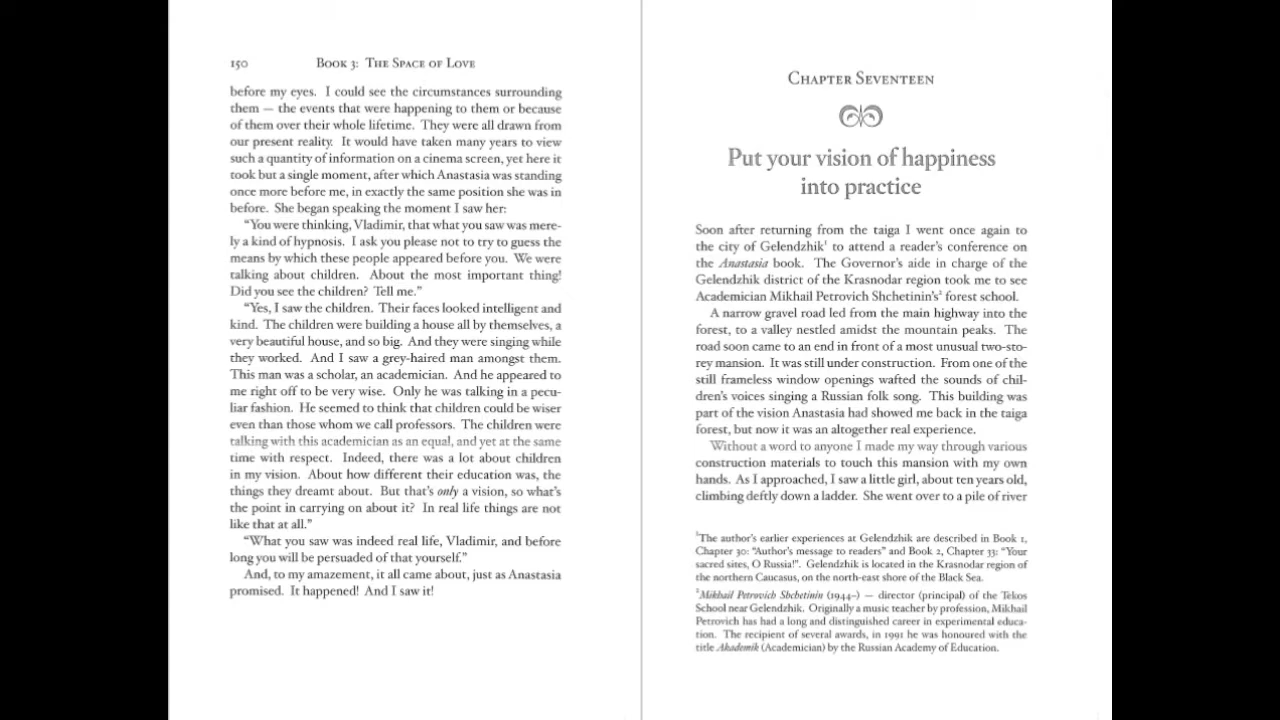 150 BOOK 3: THE SPACE OF LOVE
before my eyes. I could see the circumstances surrounding
them — the events that were happening to them or because
of them over their whole lifetime. They were all drawn from
our present reality. It would have taken many years to view
such a quantity of information on a cinema screen, yet here it
took but a single moment, after which Anastasia was standing
once more before me, in exactly the same position she was in
before. She began speaking the moment I saw her:
"You were thinking, Vladimir, that what you saw was mere-
ly a kind of hypnosis. I ask you please not to try to guess the
means by which these people appeared before you. We were
talking about children. About the most important thing!
Did you see the children? Tell me."
"Yes, I saw the children. Their faces looked intelligent and
kind. The children were building a house all by themselves, a
very beautiful house, and so big. And they were singing while
they worked. And I saw a grey-haired man amongst them.
This man was a scholar, an academician. And he appeared to
me right off to be very wise. Only he was talking in a pecu-
liar fashion. He seemed to think that children could be wiser
even than those whom we call professors. The children were
talking with this academician as an equal, and yet at the same
time with respect. Indeed, there was a lot about children
in my vision. About how different their education was, the
things they dreamt about. But that's only a vision, so what's
the point in carrying on about it? In real life things are not
like that at all."
"What you saw was indeed real life, Vladimir, and before
long you will be persuaded of that yourself."
And, to my amazement, it all came about, just as Anastasia
promised. It happened! And I saw it!
CHAPTER SEVENTEEN
Put your vision of happiness
into practice
Soon after returning from the taiga I went once again to
the city of Gelendzhik¹ to attend a reader's conference on
the Anastasia book. The Governor's aide in charge of the
Gelendzhik district of the Krasnodar region took me to see
Academician Mikhail Petrovich Shchetinin's² forest school.
A narrow gravel road led from the main highway into the
forest, to a valley nestled amidst the mountain peaks. The
road soon came to an end in front of a most unusual two-sto-
rey mansion. It was still under construction. From one of the
still frameless window openings wafted the sounds of chil-
dren's voices singing a Russian folk song. This building was
part of the vision Anastasia had showed me back in the taiga
forest, but now it was an altogether real experience.
Without a word to anyone I made my way through various
construction materials to touch this mansion with my own
hands. As I approached, I saw a little girl, about ten years old,
climbing deftly down a ladder. She went over to a pile of river
¹The author's earlier experiences at Gelendzhik are described in Book 1,
Chapter 30: "Author's message to readers" and Book 2, Chapter 33: "Your
sacred sites, O Russia!". Gelendzhik is located in the Krasnodar region of
the northern Caucasus, on the north-east shore of the Black Sea.
²Mikhail Petrovich Shchetinin (1944–) — director (principal) of the Tekos
School near Gelendzhik. Originally a music teacher by profession, Mikhail
Petrovich has had a long and distinguished career in experimental educa-
tion. The recipient of several awards, in 1991 he was honoured with the
title Akademik (Academician) by the Russian Academy of Education.